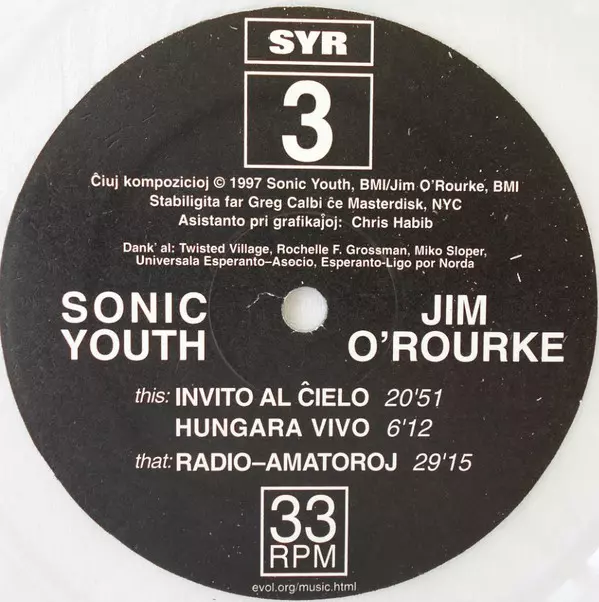 SYR
3
Ĉiuj kompozicioj © 1997 Sonic Youth, BMI/Jim O'Rourke, BMI
Stabiligita far Greg Calbi ĉe Masterdisk, NYC
Asistanto pri grafikaĵoj: Chris Habib
Dank' al: Twisted Village, Rochelle F. Grossman, Miko Sloper,
Universala Esperanto–Asocio, Esperanto-Ligo por Norda
SONIC YOUTH
JIM O'ROURKE
this: INVITO AL ĈIELO 20'51
HUNGARA VIVO 6'12
that: RADIO–AMATOROJ 29'15
33
RPM
evol.org/music.html